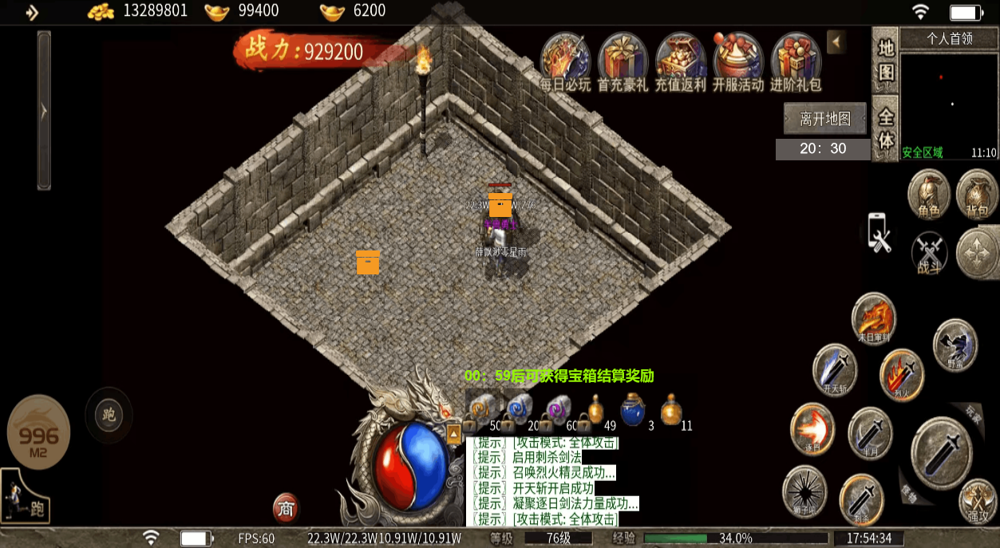 13289801
99400
6200
战力:929200
每日必玩
首充豪礼
充值返利
开服活动
进阶礼包
地图
全体
个人首领
离开地图
20：30
安全区域
11:10
角色
背包
战斗
薛飘渺零星雨
末日审判
野蛮
开天斩
烈火
逐日
半月
狮子吼
刺杀
玩家
怪物
强攻
00：59后可获得宝箱结算奖励
50
20
60
49
3
11
〖提示〗[攻击模式: 全体攻击]
〖提示〗启用刺杀剑法
〖提示〗召唤烈火精灵成功...
〖提示〗开天斩开启成功
〖提示〗凝聚逐日剑法力量成功...
〖提示〗[攻击模式: 全体攻击]
跑
996
M2
跑
商
FPS:60
22.3W/22.3W10.91W/10.91W
等级
76级
经验
34.0%
17:54:34